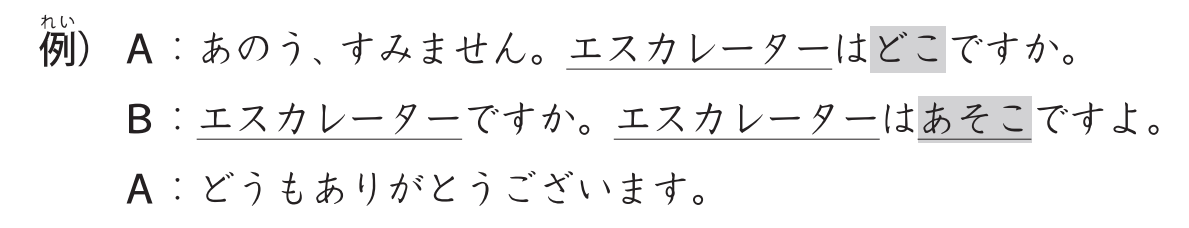 例） A：あのう、すみません。エスカレーターはどこですか。
B：エスカレーターですか。エスカレーターはあそこですよ。
A：どうもありがとうございます。